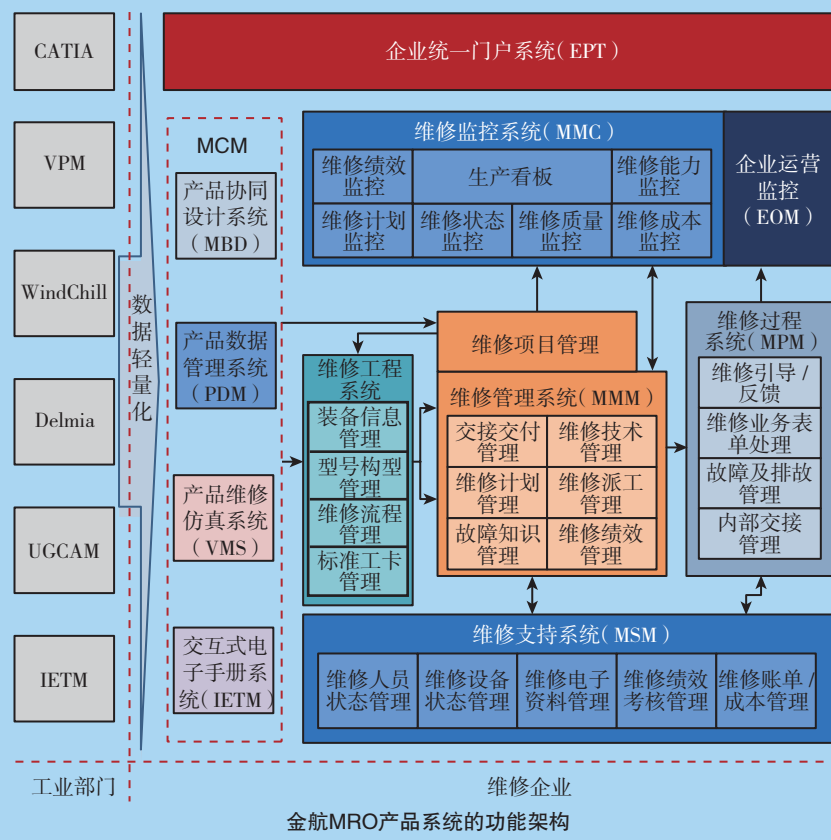 CATIA
VPM
WindChill
Delmia
UGCAM
IETM
数据轻量化
企业统一门户系统(EPT)
MCM
产品协同
设计系统
(MBD)
产品数据
管理系统
(PDM)
产品维修
仿真系统
(VMS)
交互式电
子手册系
统(IETM)
维修监控系统(MMC)
维修绩效
监控
生产看板
维修能力
监控
维修计划
监控
维修状态
监控
维修质量
监控
维修成本
监控
企业运营
监控
(EOM)
维修工程
系统
装备信息
管理
型号构型
管理
维修流程
管理
标准工卡
管理
维修项目管理
维修管理系统(MMM)
交接交付
管理
维修技术
管理
维修计划
管理
维修派工
管理
故障知识
管理
维修绩效
管理
维修过程
系统(MPM)
维修引导/
反馈
维修业务表
单处理
故障及排故
管理
内部交接
管理
维修支持系统(MSM)
维修人员
状态管理
维修设备
状态管理
维修电子
资料管理
维修绩效
考核管理
维修账单/
成本管理
工业部门
维修企业
金航MRO产品系统的功能架构